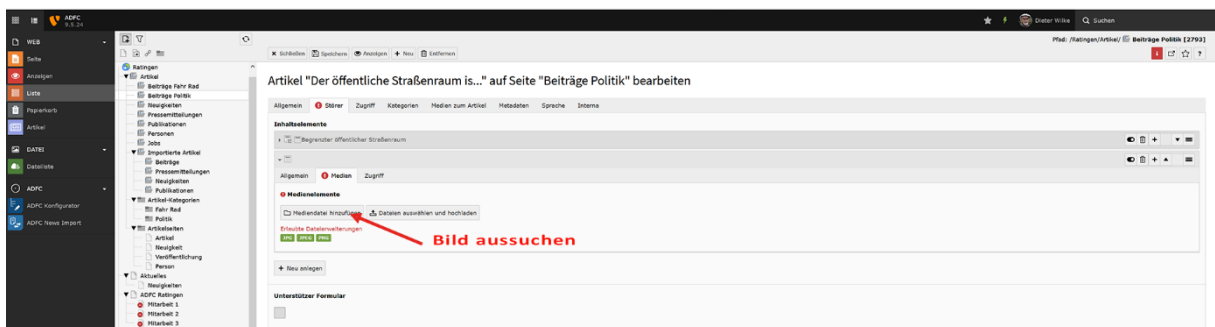 ADFC
9.5.24
Dieter Wilke
Suchen
WEB
Seite
Anzeigen
Liste
Papierkorb
Artikel
DATEI
Dateiliste
ADFC
ADFC Konfigurator
ADFC News Import
Ratingen
Artikel
Beiträge Fahr Rad
Beiträge Politik
Neuigkeiten
Pressemitteilungen
Publikationen
Personen
Jobs
Importierte Artikel
Beiträge
Pressemitteilungen
Neuigkeiten
Publikationen
Artikel-Kategorien
Fahr Rad
Politik
Artikelseiten
Artikel
Neuigkeit
Veröffentlichung
Person
Aktuelles
Neuigkeiten
ADFC Ratingen
Mitarbeit 1
Mitarbeit 2
Mitarbeit 3
Pfad: /Ratingen/Artikel/ Beiträge Politik [2793]
Schließen Speichern Anzeigen Neu Entfernen
Artikel "Der öffentliche Straßenraum is..." auf Seite "Beiträge Politik" bearbeiten
Allgemein Störer Zugriff Kategorien Medien zum Artikel Metadaten Sprache Interna
Inhaltselemente
Begrenzter öffentlicher Straßenraum
Allgemein Medien Zugriff
Medienelemente
Mediendatei hinzufügen Dateien auswählen und hochladen
Erlaubte Dateierweiterungen
JPG JPEG PNG
Bild aussuchen
+ Neu anlegen
Unterstützer Formular